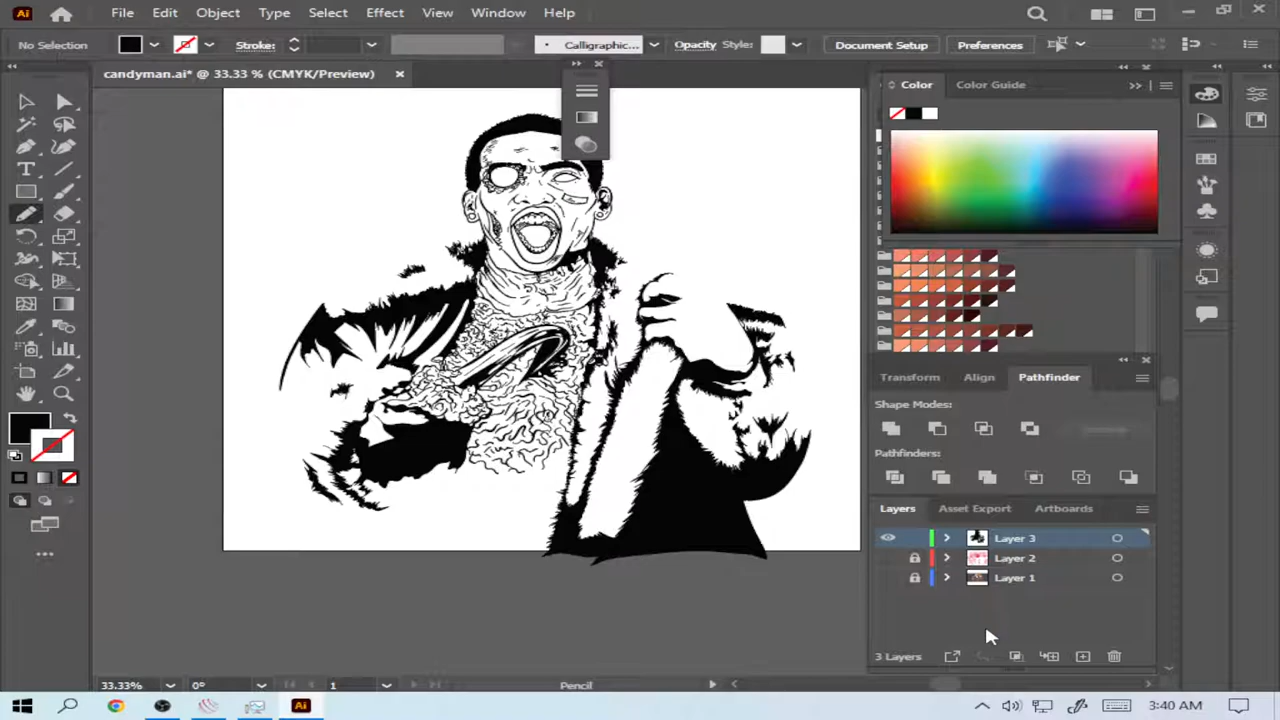 Ai File Edit Object Type Select Effect View Window Help
No Selection Stroke: Calligraphic... Opacity Style: Document Setup Preferences
candyman.ai* @ 33.33 % (CMYK/Preview)
Color Color Guide
Transform Align Pathfinder
Shape Modes:
Pathfinders:
Layers Asset Export Artboards
Layer 3
Layer 2
Layer 1
3 Layers
33.33% 0° 1 Pencil
Ai 3:40 AM